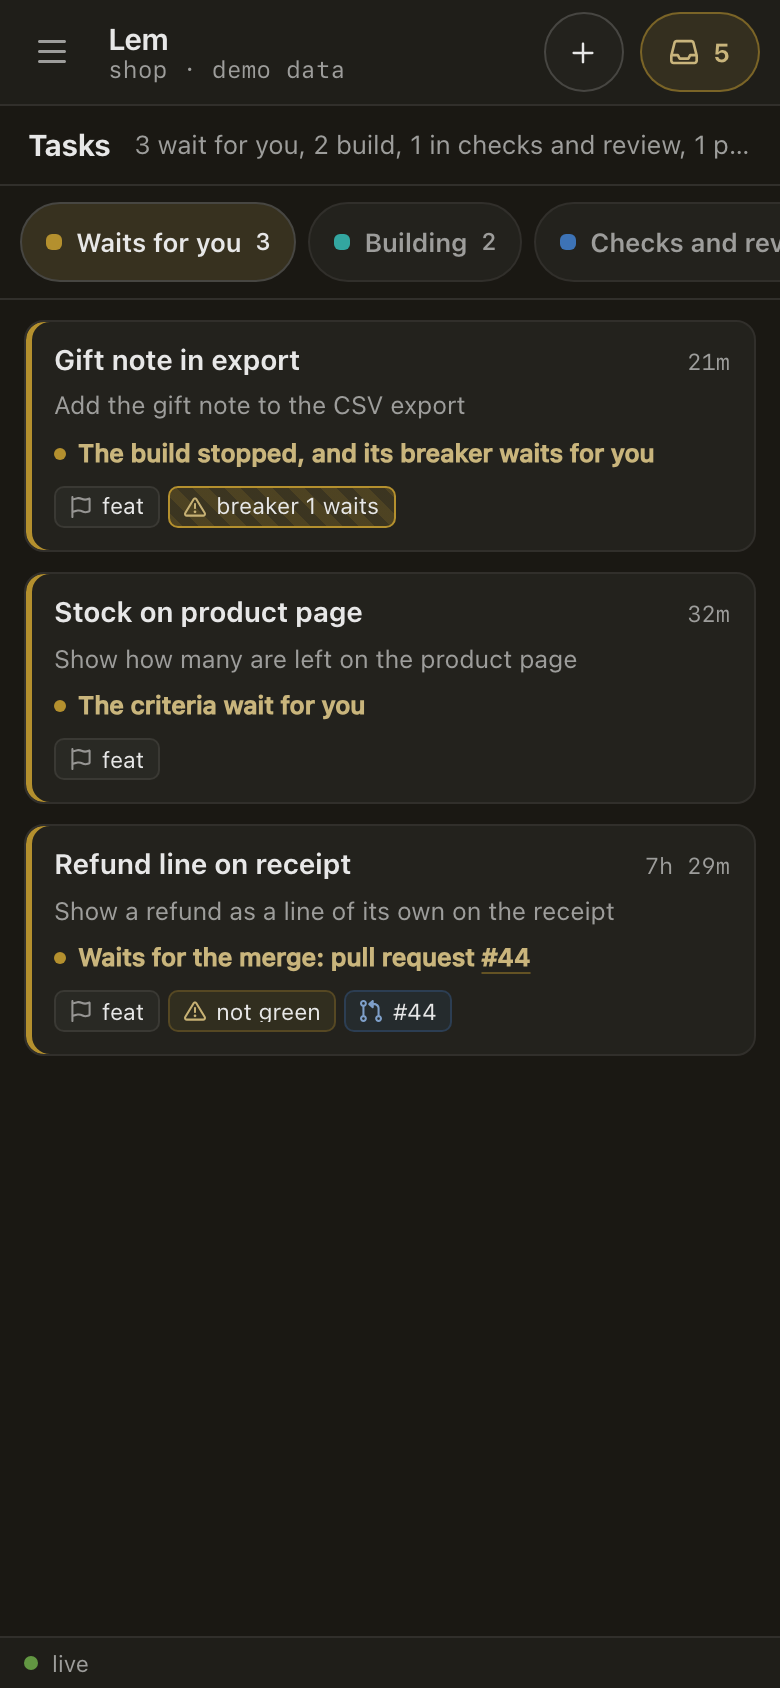 Lem
shop · demo data
5
Tasks 3 wait for you, 2 build, 1 in checks and review, 1 p…
Waits for you 3 Building 2 Checks and rev
Gift note in export 21m
Add the gift note to the CSV export
The build stopped, and its breaker waits for you
feat breaker 1 waits
Stock on product page 32m
Show how many are left on the product page
The criteria wait for you
feat
Refund line on receipt 7h 29m
Show a refund as a line of its own on the receipt
Waits for the merge: pull request #44
feat not green #44
live